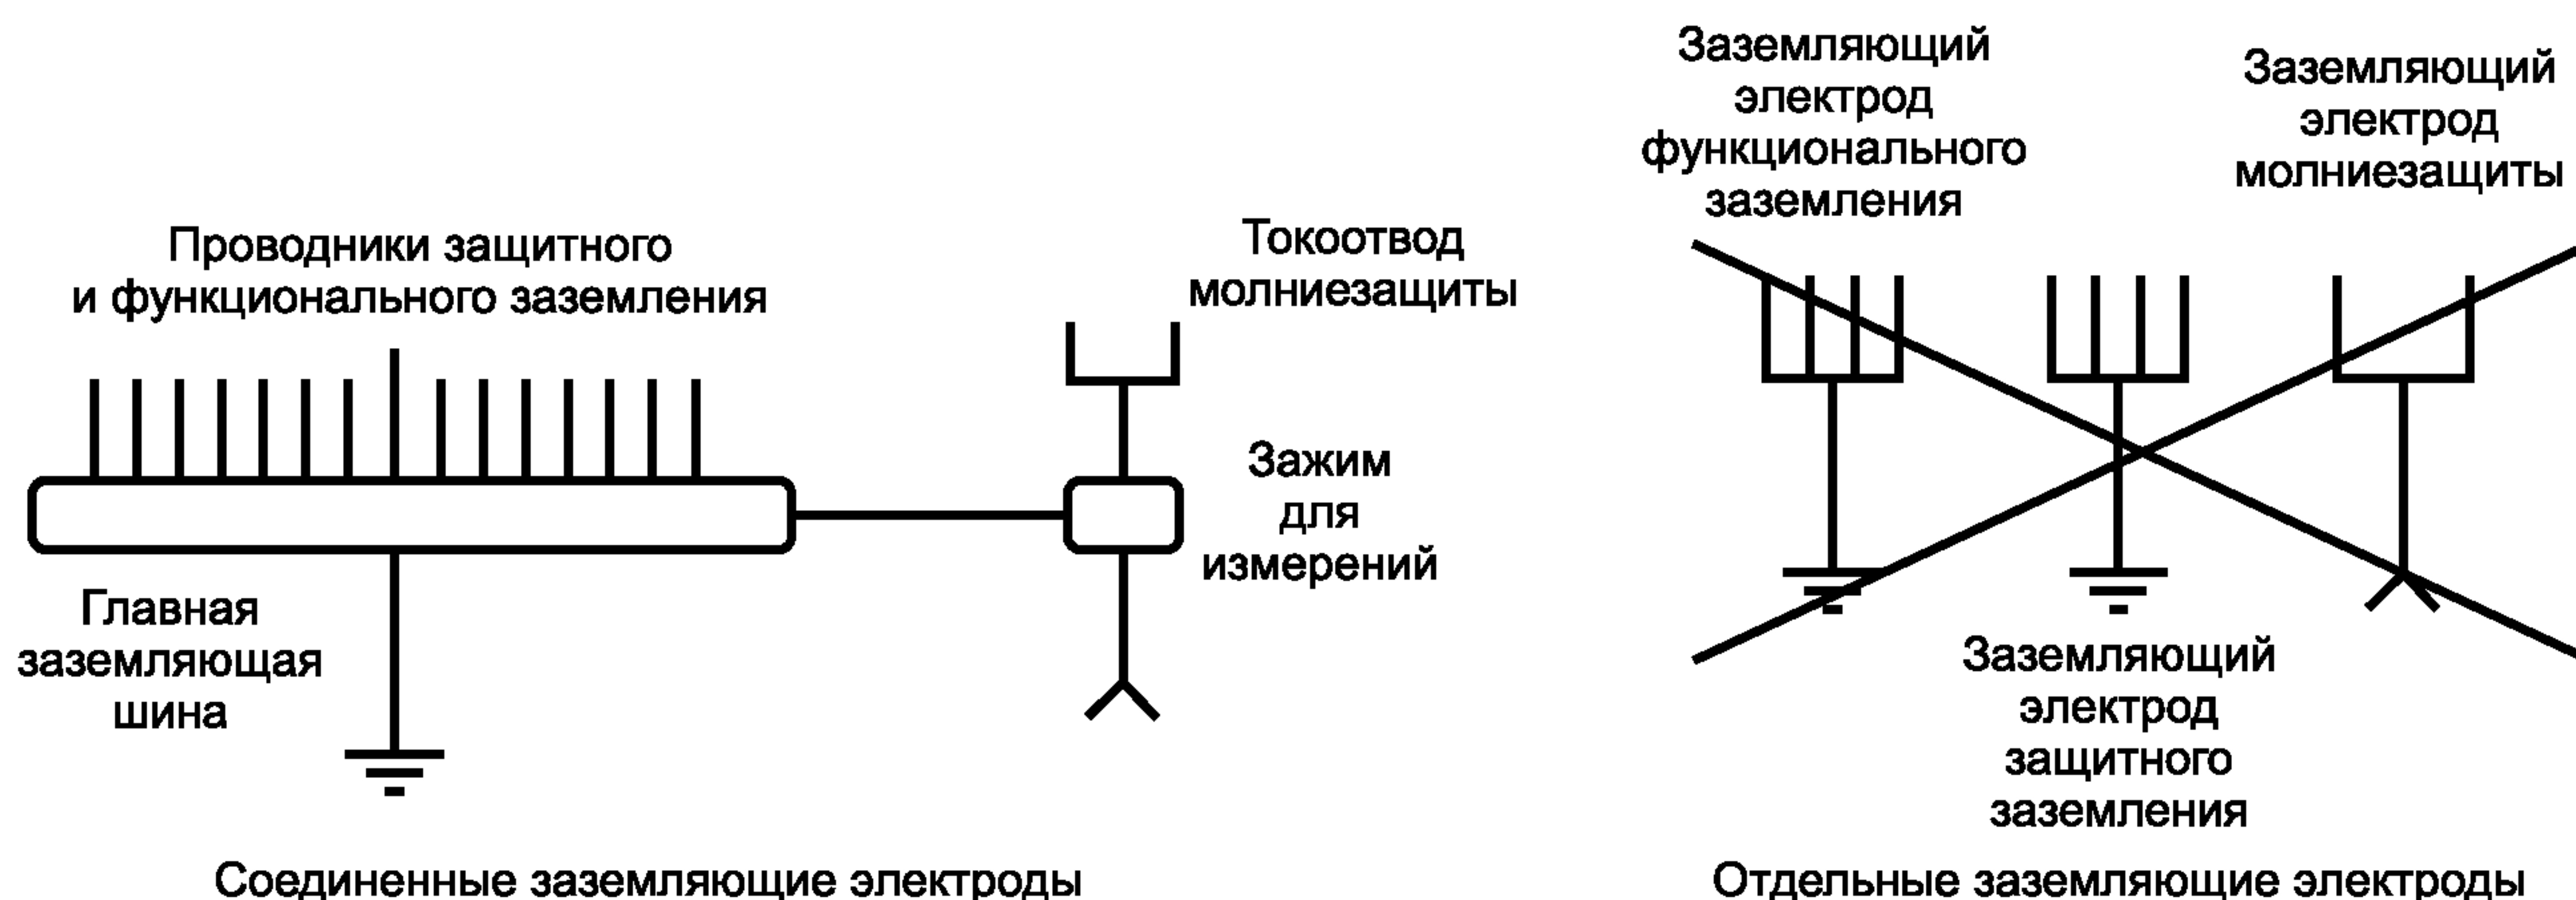 Проводники защитного
и функционального заземления
Токоотвод
молниезащиты
Зажим
для
измерений
Главная
заземляющая
шина
Соединенные заземляющие электроды
Заземляющий
электрод
функционального
заземления
Заземляющий
электрод
молниезащиты
Заземляющий
электрод
защитного
заземления
Отдельные заземляющие электроды